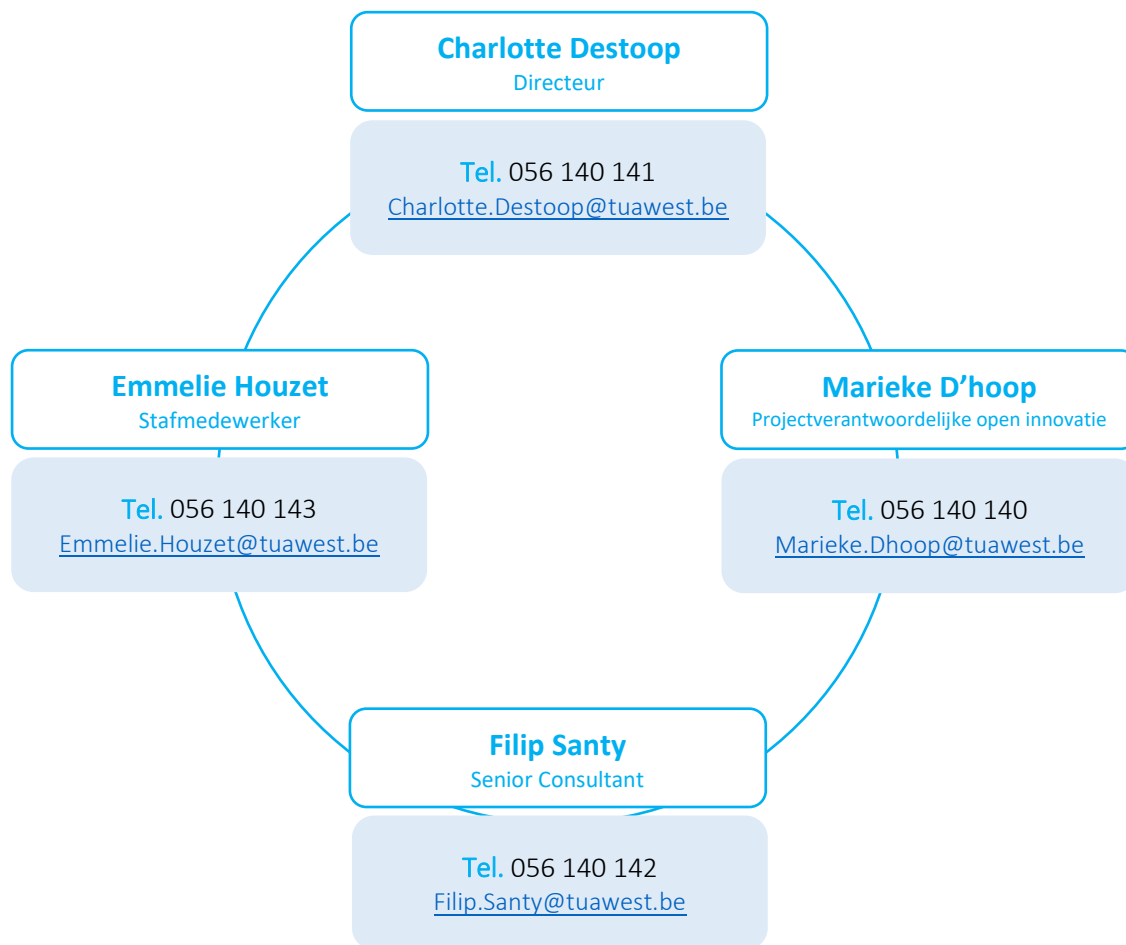 Charlotte Destoop
Directeur
Tel. 056 140 141
Charlotte.Destoop@tuawest.be
Emmelie Houzet
Stafmedewerker
Tel. 056 140 143
Emmelie.Houzet@tuawest.be
Marieke D’hoop
Projectverantwoordelijke open innovatie
Tel. 056 140 140
Marieke.Dhoop@tuawest.be
Filip Santy
Senior Consultant
Tel. 056 140 142
Filip.Santy@tuawest.be